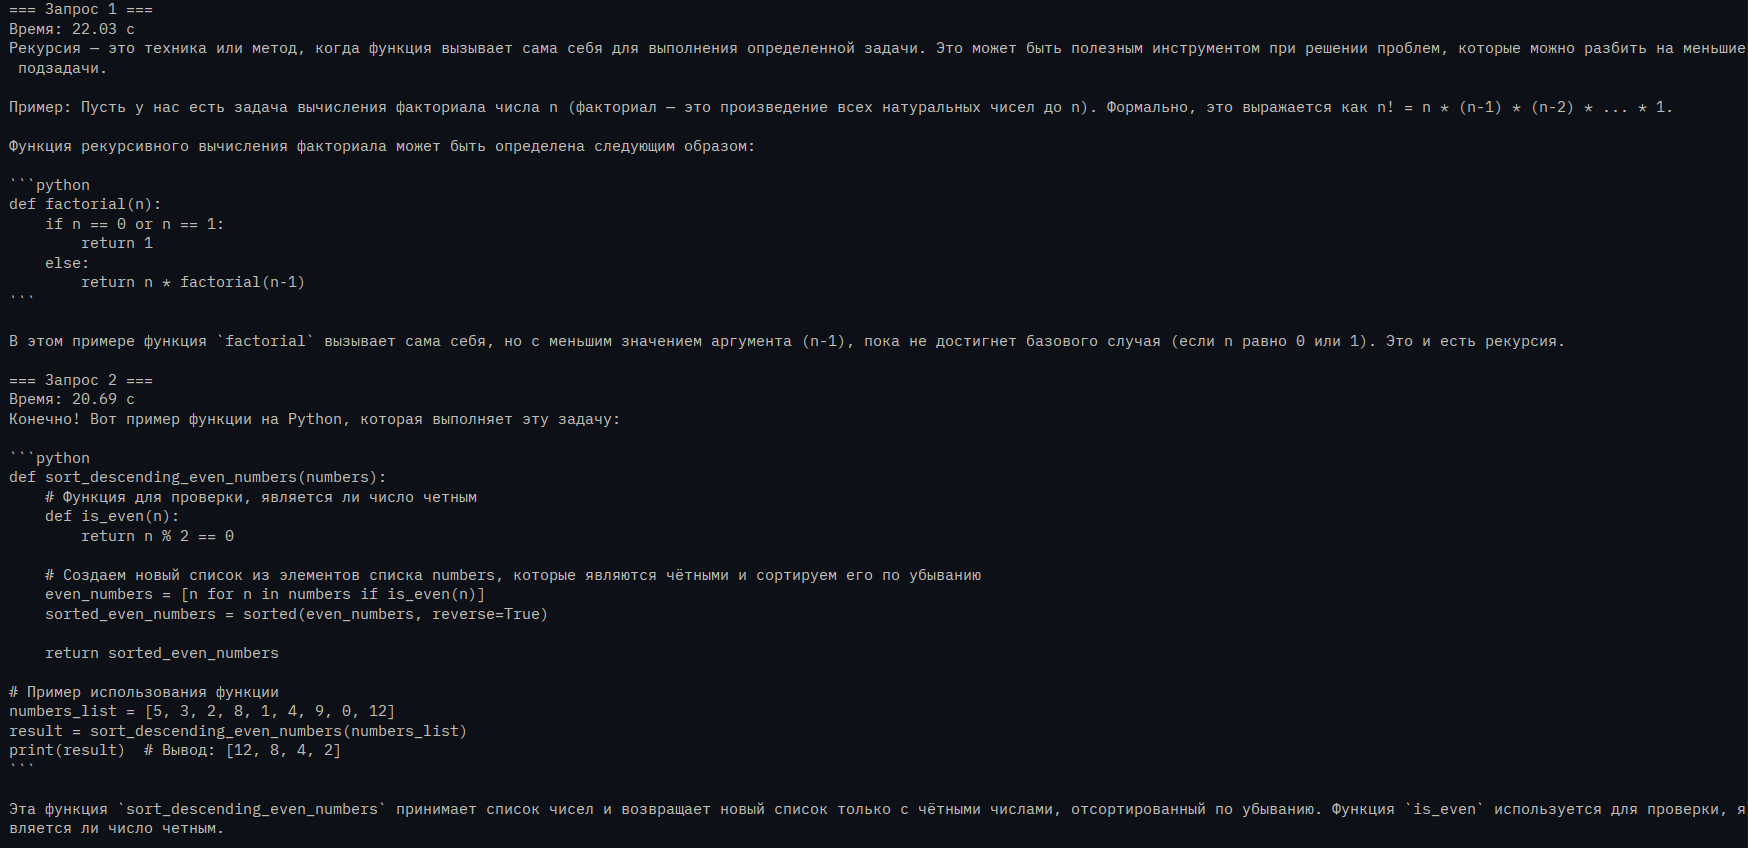 === Запрос 1 ===
Время: 22.03 с
Рекурсия — это техника или метод, когда функция вызывает сама себя для выполнения определенной задачи. Это может быть полезным инструментом при решении проблем, которые можно разбить на меньшие
 подзадачи.

Пример: Пусть у нас есть задача вычисления факториала числа n (факториал — это произведение всех натуральных чисел до n). Формально, это выражается как n! = n * (n-1) * (n-2) * ... * 1.

Функция рекурсивного вычисления факториала может быть определена следующим образом:

```python
def factorial(n):
    if n == 0 or n == 1:
        return 1
    else:
        return n * factorial(n-1)
```

В этом примере функция `factorial` вызывает сама себя, но с меньшим значением аргумента (n-1), пока не достигнет базового случая (если n равно 0 или 1). Это и есть рекурсия.

=== Запрос 2 ===
Время: 20.69 с
Конечно! Вот пример функции на Python, которая выполняет эту задачу:

```python
def sort_descending_even_numbers(numbers):
    # Функция для проверки, является ли число четным
    def is_even(n):
        return n % 2 == 0

    # Создаем новый список из элементов списка numbers, которые являются чётными и сортируем его по убыванию
    even_numbers = [n for n in numbers if is_even(n)]
    sorted_even_numbers = sorted(even_numbers, reverse=True)

    return sorted_even_numbers

# Пример использования функции
numbers_list = [5, 3, 2, 8, 1, 4, 9, 0, 12]
result = sort_descending_even_numbers(numbers_list)
print(result)  # Вывод: [12, 8, 4, 2]
```

Эта функция `sort_descending_even_numbers` принимает список чисел и возвращает новый список только с чётными числами, отсортированный по убыванию. Функция `is_even` используется для проверки, я
вляется ли число четным.